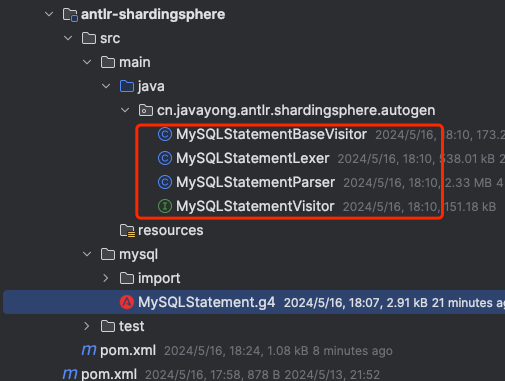 antlr-shardingsphere
src
main
java
cn.javayong.antlr.shardingsphere.autogen
MySQLStatementBaseVisitor 2024/5/16, 18:10, 173.2
MySQLStatementLexer 2024/5/16, 18:10, 538.01 kB 2
MySQLStatementParser 2024/5/16, 18:10, 2.33 MB 4
MySQLStatementVisitor 2024/5/16, 18:10, 151.18 kB
resources
mysql
import
MySQLStatement.g4 2024/5/16, 18:07, 2.91 kB 21 minutes ago
test
m pom.xml 2024/5/16, 18:24, 1.08 kB 8 minutes ago
m pom.xml 2024/5/16, 17:58, 878 B 2024/5/13, 21:52